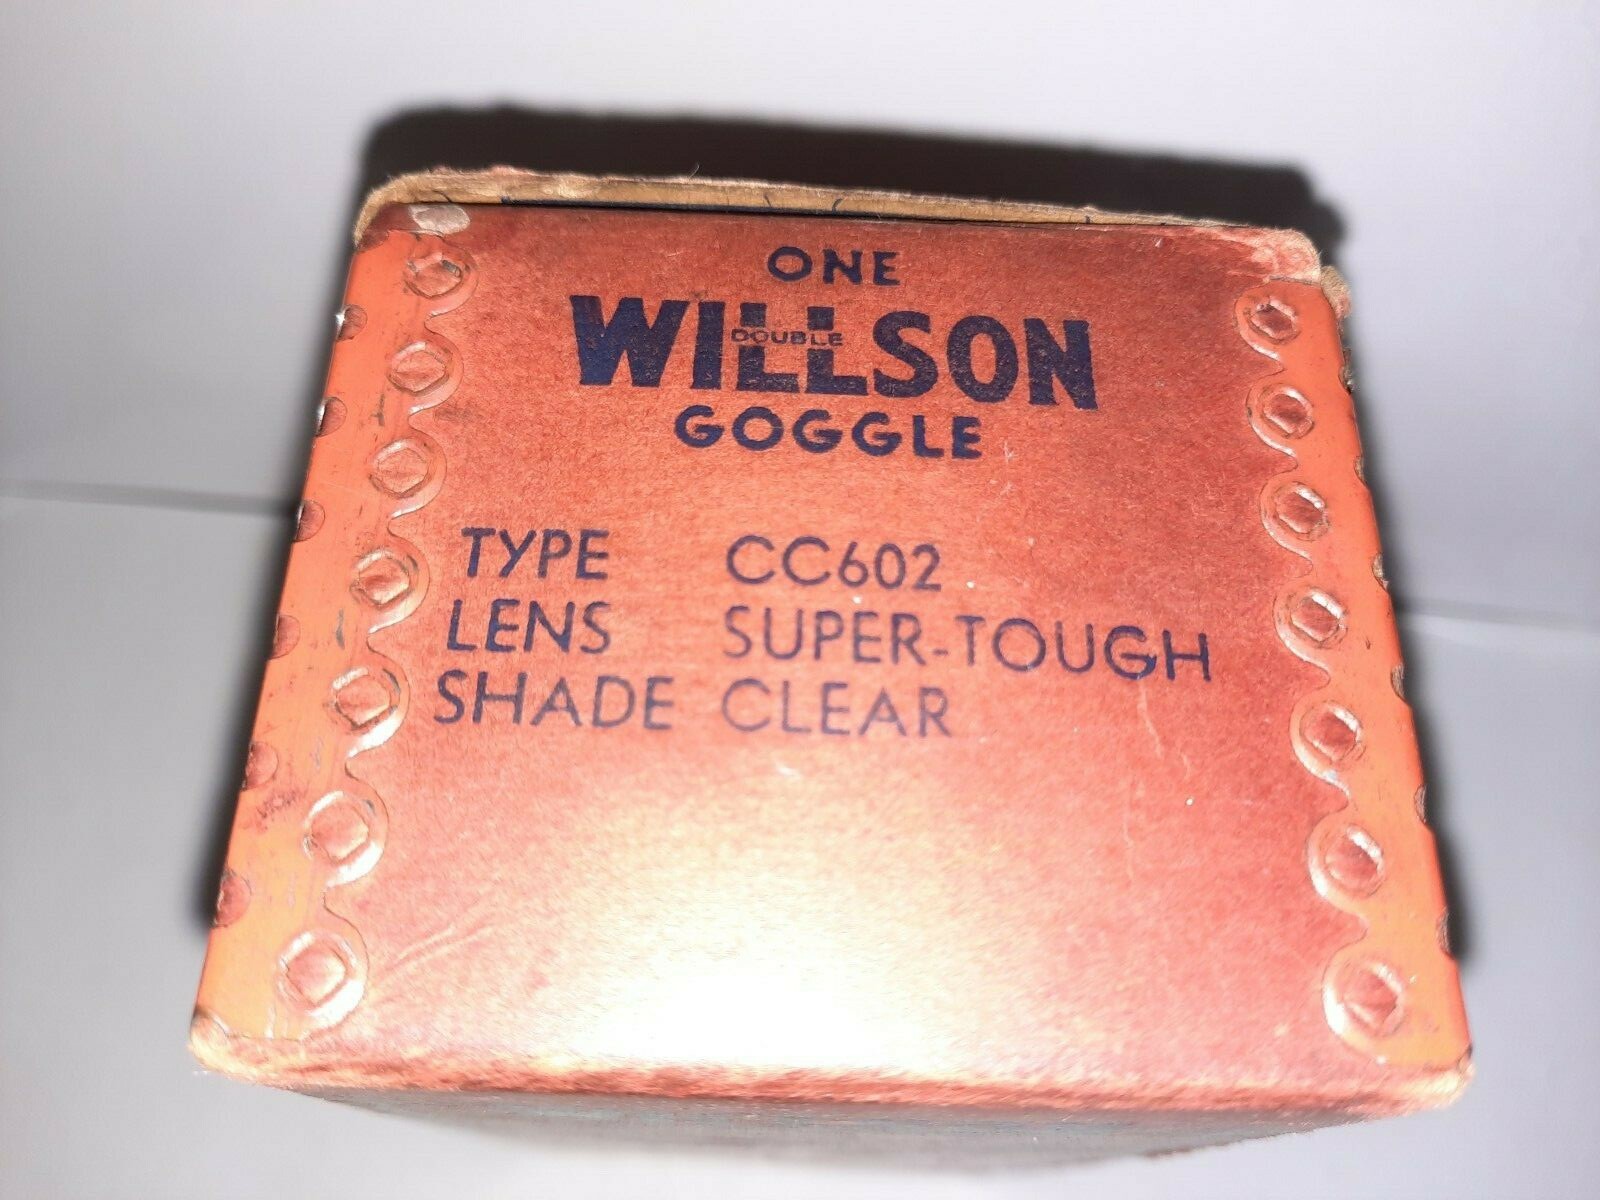 ONE
WILLSON
DOUBLE
GOGGLE
TYPE CC602
LENS SUPER-TOUGH
SHADE CLEAR